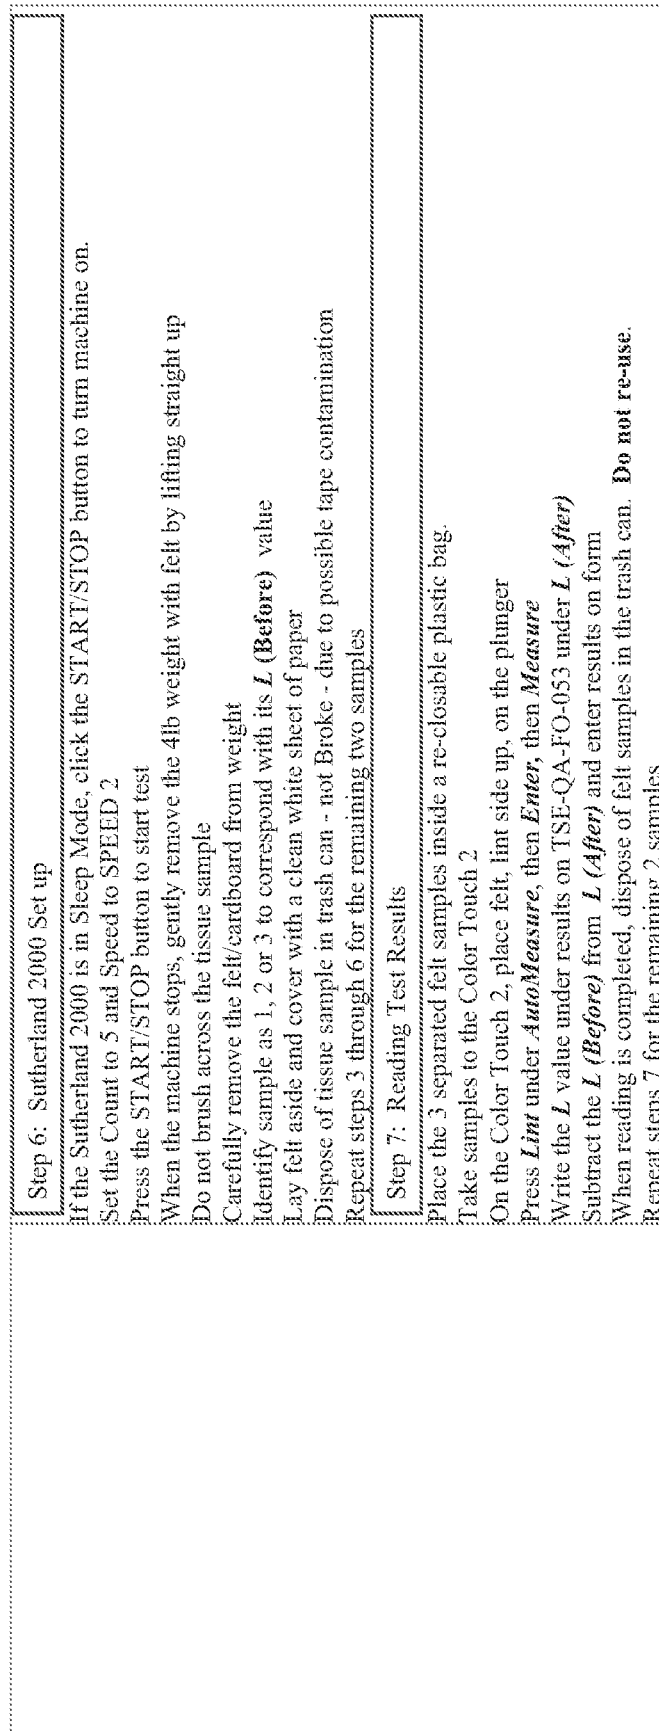 Step 6: Sutherland 2000 Set up
If the Sutherland 2000 is in Sleep Mode, click the START/STOP button to turn machine on.
Set the Count to 5 and Speed to SPEED 2
Press the START/STOP button to start test
When the machine stops, gently remove the 4lb weight with felt by lifting straight up
Do not brush across the tissue sample
Carefully remove the felt/cardboard from weight
Identify sample as 1, 2 or 3 to correspond with its L (Before) value
Lay felt aside and cover with a clean white sheet of paper
Dispose of tissue sample in trash can - not Broke - due to possible tape contamination
Repeat steps 3 through 6 for the remaining two samples
Step 7: Reading Test Results
Place the 3 separated felt samples inside a re-closable plastic bag.
Take samples to the Color Touch 2
On the Color Touch 2, place felt, lint side up, on the plunger
Press Lint under AutoMeasure, then Enter, then Measure
Write the L value under results on TSE-QA-FO-053 under L (After)
Subtract the L (Before) from L (After) and enter results on form
When reading is completed, dispose of felt samples in the trash can. Do not re-use.
Repeat steps 7 for the remaining 2 samples